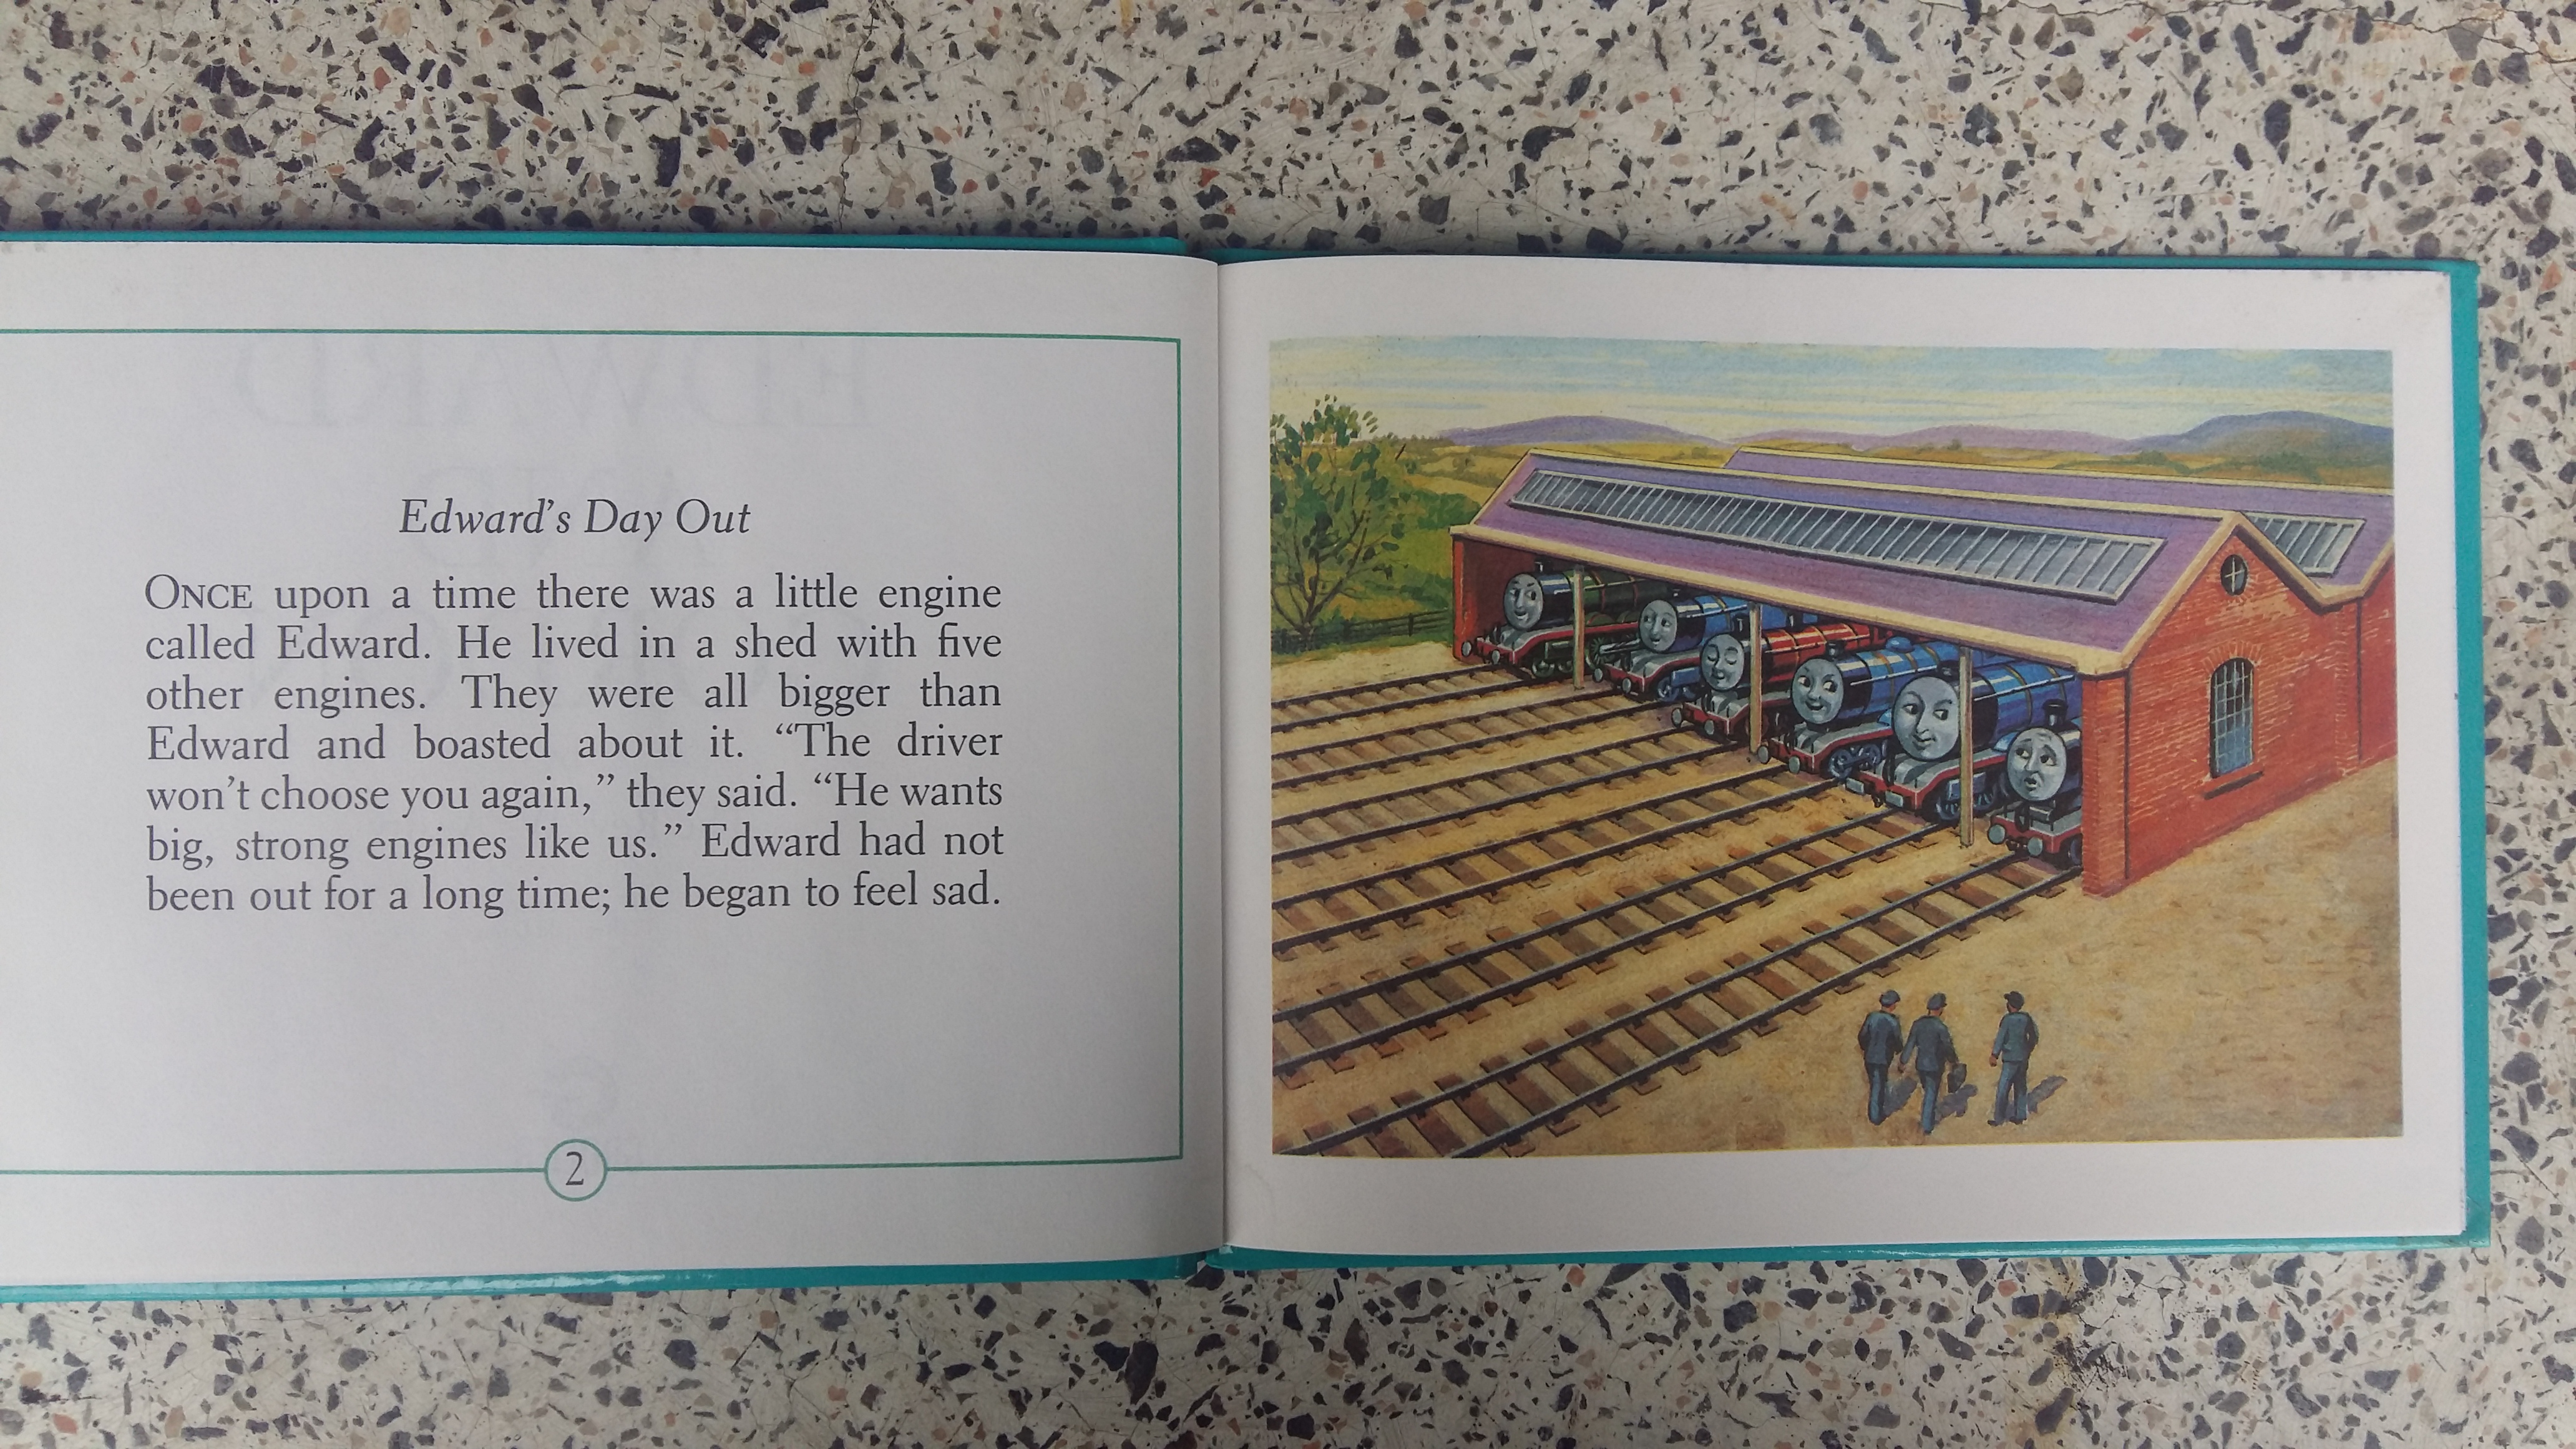 Edward's Day Out
ONCE upon a time there was a little engine
called Edward. He lived in a shed with five
other engines. They were all bigger than
Edward and boasted about it. “The driver
won't choose you again,” they said. “He wants
big, strong engines like us.” Edward had not
been out for a long time; he began to feel sad.
2